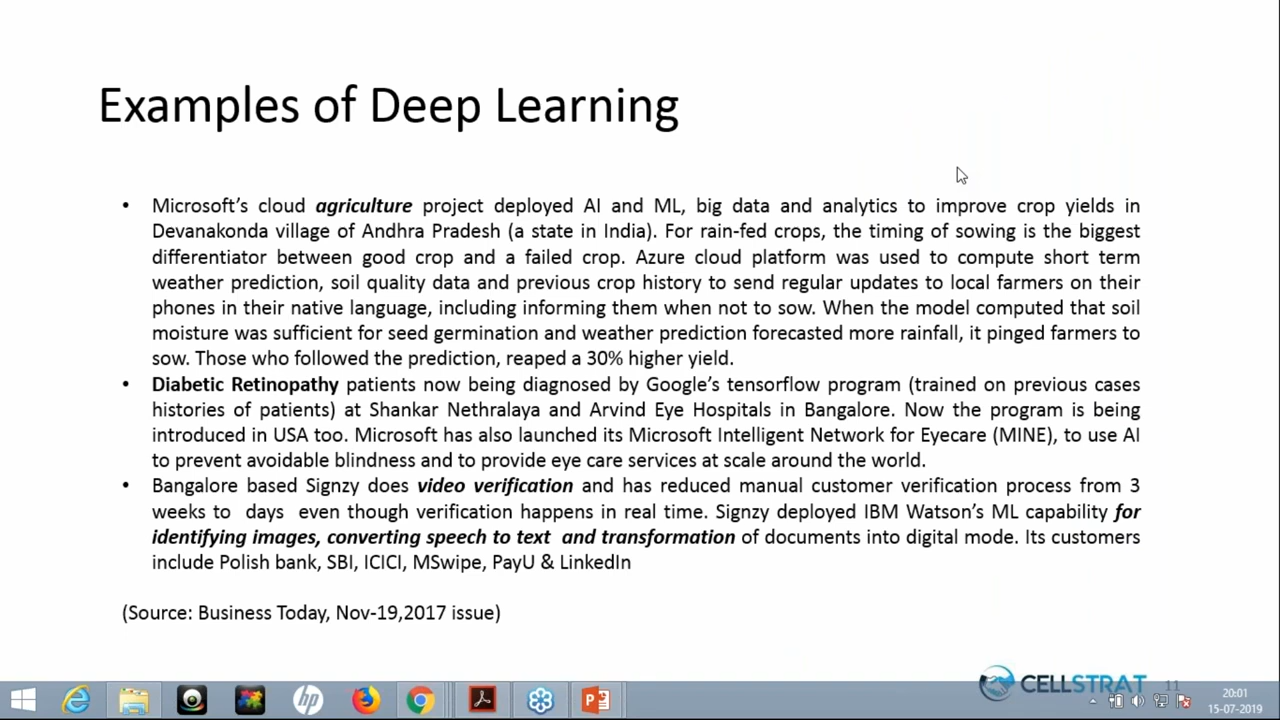 Examples of Deep Learning
• Microsoft’s cloud agriculture project deployed AI and ML, big data and analytics to improve crop yields in
Devanakonda village of Andhra Pradesh (a state in India). For rain-fed crops, the timing of sowing is the biggest
differentiator between good crop and a failed crop. Azure cloud platform was used to compute short term
weather prediction, soil quality data and previous crop history to send regular updates to local farmers on their
phones in their native language, including informing them when not to sow. When the model computed that soil
moisture was sufficient for seed germination and weather prediction forecasted more rainfall, it pinged farmers to
sow. Those who followed the prediction, reaped a 30% higher yield.
• Diabetic Retinopathy patients now being diagnosed by Google’s tensorflow program (trained on previous cases
histories of patients) at Shankar Nethralaya and Arvind Eye Hospitals in Bangalore. Now the program is being
introduced in USA too. Microsoft has also launched its Microsoft Intelligent Network for Eyecare (MINE), to use AI
to prevent avoidable blindness and to provide eye care services at scale around the world.
• Bangalore based Signzy does video verification and has reduced manual customer verification process from 3
weeks to days even though verification happens in real time. Signzy deployed IBM Watson’s ML capability for
identifying images, converting speech to text and transformation of documents into digital mode. Its customers
include Polish bank, SBI, ICICI, MSwipe, PayU & LinkedIn
(Source: Business Today, Nov-19,2017 issue)
CELLSTRAT 11
hp
20:01
15-07-2019